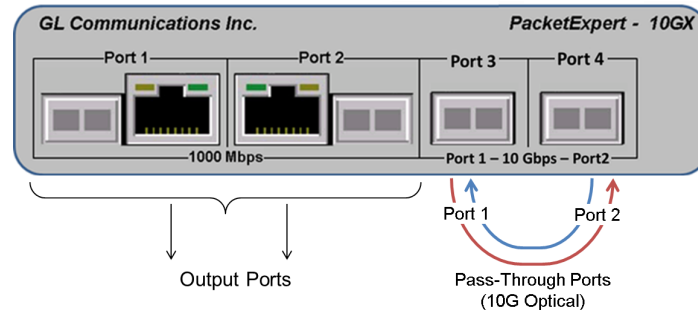 GL Communications Inc. PacketExpert - 10GX
Port 1 Port 2 Port 3 Port 4
1000 Mbps Port 1 – 10 Gbps – Port2
Port 1 Port 2
Output Ports
Pass-Through Ports
(10G Optical)